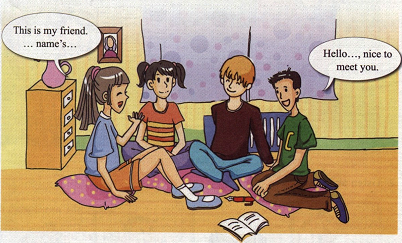 This is my friend.
... name's...
Hello..., nice to
meet you.
C